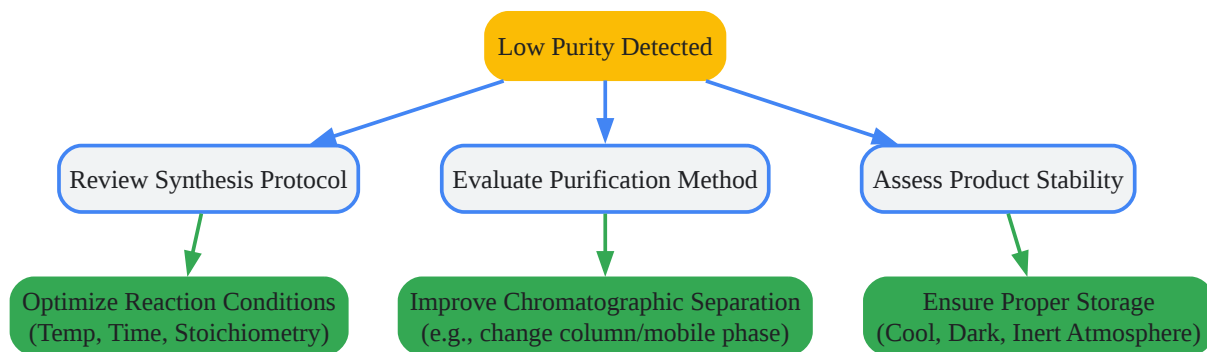 Low Purity Detected
Review Synthesis Protocol
Evaluate Purification Method
Assess Product Stability
Optimize Reaction Conditions
(Temp, Time, Stoichiometry)
Improve Chromatographic Separation
(e.g., change column/mobile phase)
Ensure Proper Storage
(Cool, Dark, Inert Atmosphere)